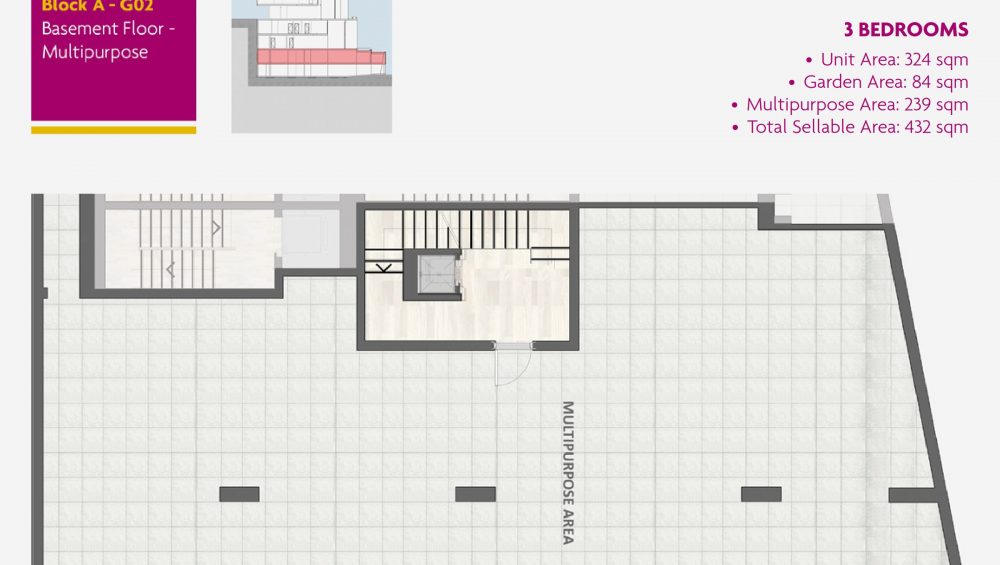 Block A - G02
Basement Floor -
Multipurpose
3 BEDROOMS
• Unit Area: 324 sqm
• Garden Area: 84 sqm
• Multipurpose Area: 239 sqm
• Total Sellable Area: 432 sqm
MULTIPURPOSE AREA